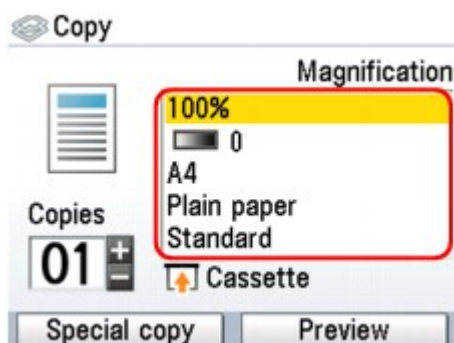 Copy
Magnification
100%
0
A4
Plain paper
Standard
Copies
01
Cassette
Special copy
Preview